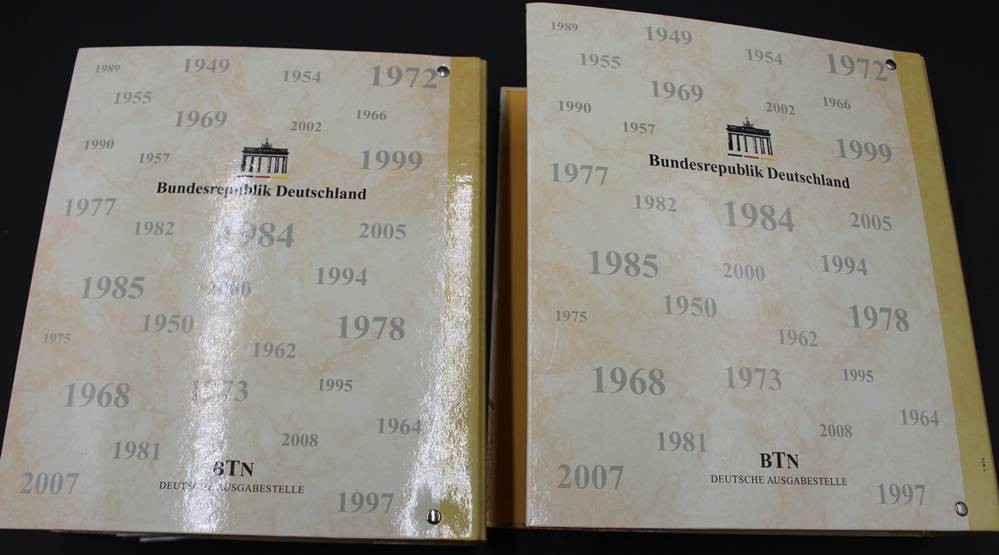 1989 1949 1954 1972
1955
1969 2002 1966
1990 1957 1999
Bundesrepublik Deutschland
1977
1982 1984 2005
1985 2000 1994
1950 1978
1975 1962
1968 1973 1995
1964
1981 2008
BTN
2007 DEUTSCHE AUSGABESTELLE
1997
1989 1949 1954 1972
1955
1969 2002 1966
1990 1957 1999
Bundesrepublik Deutschland
1977
1982 1984 2005
1985 2000 1994
1950 1978
1975 1962
1968 1973 1995
1964
1981 2008
BTN
2007 DEUTSCHE AUSGABESTELLE
1997